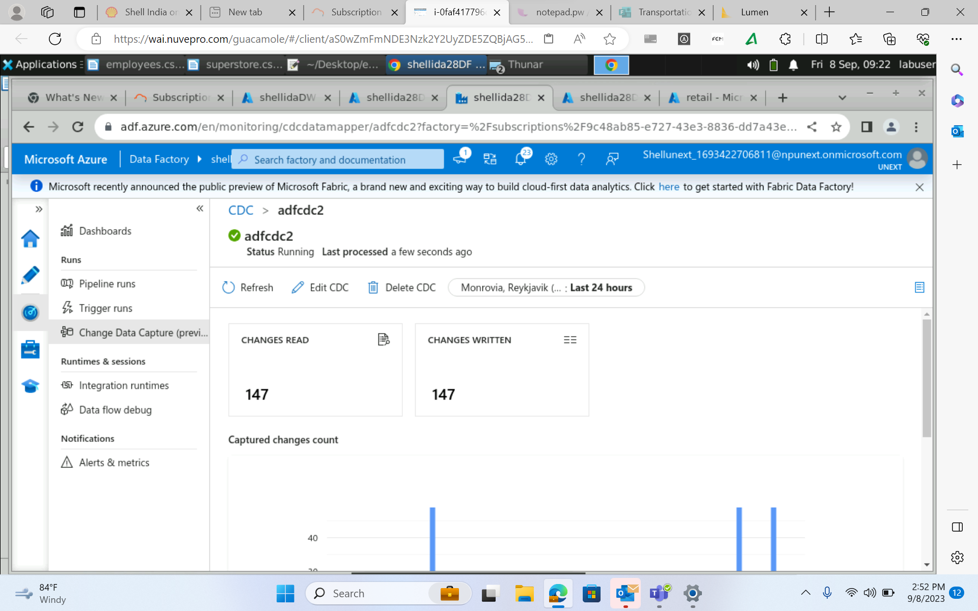 Shell India on
New tab
Subscription
i-0faf417796
notepad.pw
Transportatio
Lumen
https://wai.nuvepro.com/guacamole/#/client/aS0wZmFmNDE3Nzk2Y2UyZDE5ZQBjAG5...
Applications
employees.cs...
superstore.cs...
~/Desktop/e...
shellida28DF ...
Thunar
Fri 8 Sep, 09:22
labuser
What's New
Subscriptio
shellidaDW
shellida28D
shellida28D
shellida28D
retail - Micr
adf.azure.com/en/monitoring/cdcdatamapper/adfcdc2?factory=%2Fsubscriptions%2F9c48ab85-e727-43e3-8836-dd7a43e...
Microsoft Azure
Data Factory
shell
Search factory and documentation
1
23
Shellunext_1693422706811@npunext.onmicrosoft.com
UNEXT
Microsoft recently announced the public preview of Microsoft Fabric, a brand new and exciting way to build cloud-first data analytics. Click here to get started with Fabric Data Factory!
Dashboards
Runs
Pipeline runs
Trigger runs
Change Data Capture (previ...
Runtimes & sessions
Integration runtimes
Data flow debug
Notifications
Alerts & metrics
CDC > adfcdc2
adfcdc2
Status Running Last processed a few seconds ago
Refresh
Edit CDC
Delete CDC
Monrovia, Reykjavik (... : Last 24 hours
CHANGES READ
147
CHANGES WRITTEN
147
Captured changes count
40
30
84°F
Windy
Search
2:52 PM
9/8/2023
12